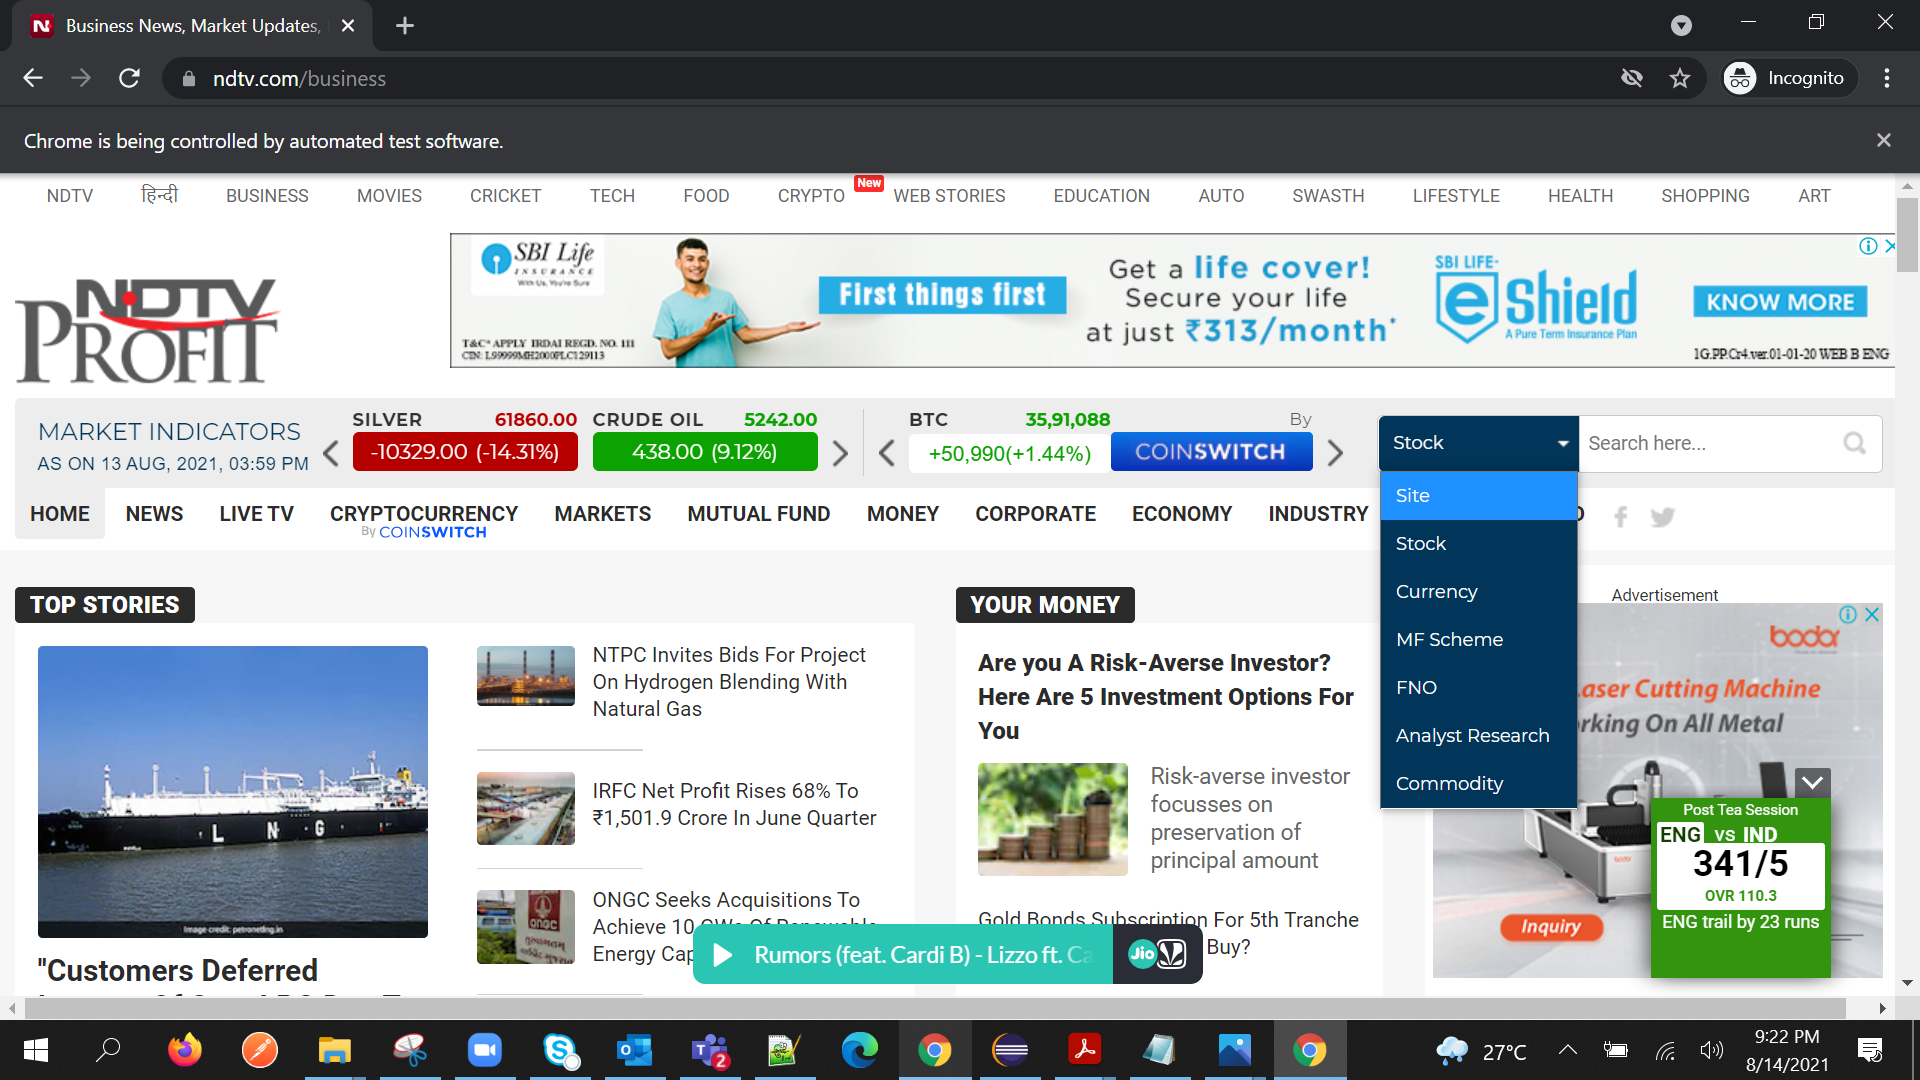 Business News, Market Updates,
ndtv.com/business
Incognito
Chrome is being controlled by automated test software.
NDTV हिन्दी BUSINESS MOVIES CRICKET TECH FOOD CRYPTO New WEB STORIES EDUCATION AUTO SWASTH LIFESTYLE HEALTH SHOPPING ART
SBI Life
INSURANCE
With Us, You're Sure
T&C* APPLY IRDAI REGD. NO. 111
CIN: L99999MH2000PLC129113
First things first
Get a life cover!
Secure your life
at just ₹313/month*
SBI LIFE-
eShield
A Pure Term Insurance Plan
KNOW MORE
1G.PP.Cr4.ver.01-01-20 WEB B ENG
NDTV
PROFIT
MARKET INDICATORS
AS ON 13 AUG, 2021, 03:59 PM
SILVER 61860.00
-10329.00 (-14.31%)
CRUDE OIL 5242.00
438.00 (9.12%)
BTC 35,91,088 By
+50,990(+1.44%) COINSWITCH
Stock Search here...
Site
Stock
Currency
MF Scheme
FNO
Analyst Research
Commodity
HOME NEWS LIVE TV CRYPTOCURRENCY MARKETS MUTUAL FUND MONEY CORPORATE ECONOMY INDUSTRY
By COINSWITCH
TOP STORIES
L N G
Image credit: petronetlng.in
"Customers Deferred
NTPC Invites Bids For Project
On Hydrogen Blending With
Natural Gas
IRFC Net Profit Rises 68% To
₹1,501.9 Crore In June Quarter
ONGC Seeks Acquisitions To
Achieve 10 GWs Of Renewable
Energy Cap
ONGC
YOUR MONEY
Are you A Risk-Averse Investor?
Here Are 5 Investment Options For
You
Risk-averse investor
focusses on
preservation of
principal amount
Gold Bonds Subscription For 5th Tranche
Buy?
Rumors (feat. Cardi B) - Lizzo ft. Ca
Jio
Advertisement
bodor
aser Cutting Machine
rking On All Metal
Inquiry
Post Tea Session
ENG vs IND
341/5
OVR 110.3
ENG trail by 23 runs
2
27°C
9:22 PM
8/14/2021